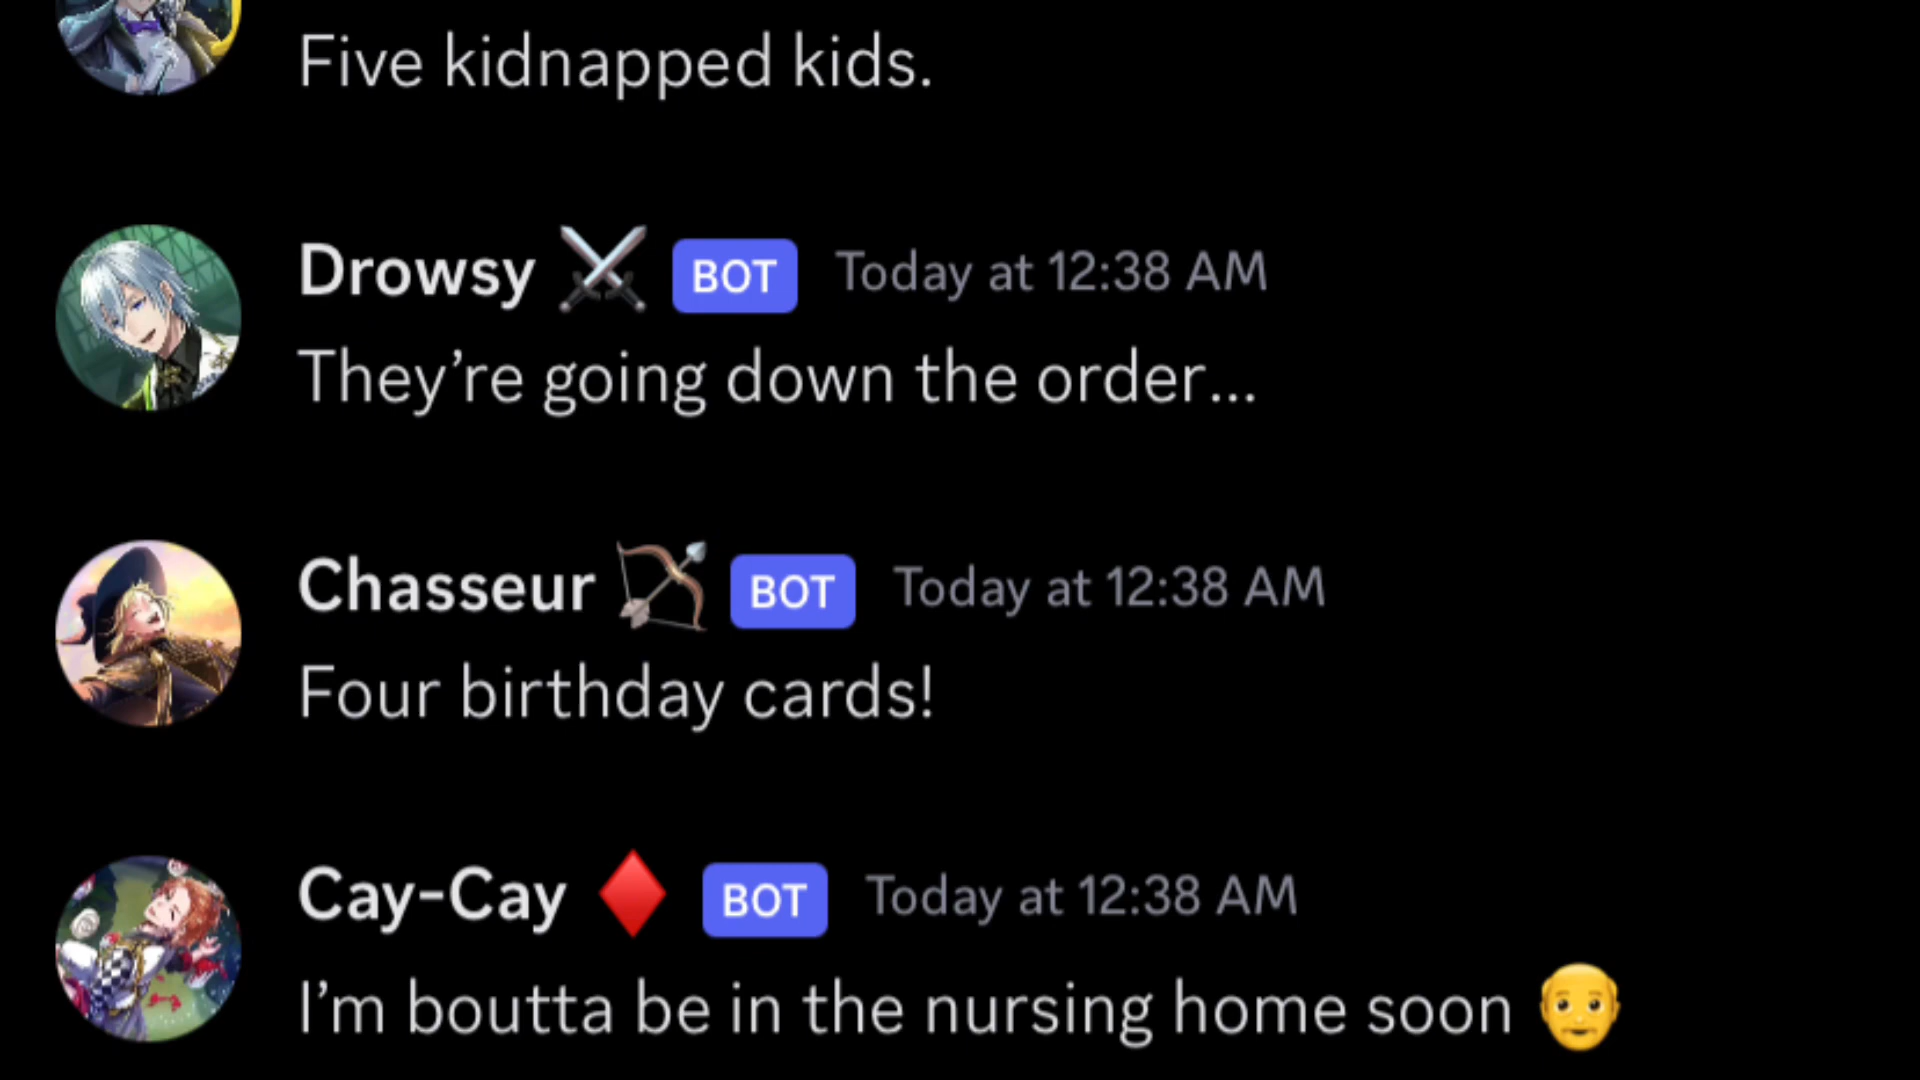 Five kidnapped kids.
Drowsy ⚔️ BOT Today at 12:38 AM
They’re going down the order...
Chasseur 🏹 BOT Today at 12:38 AM
Four birthday cards!
Cay-Cay ♦️ BOT Today at 12:38 AM
I’m boutta be in the nursing home soon 👴